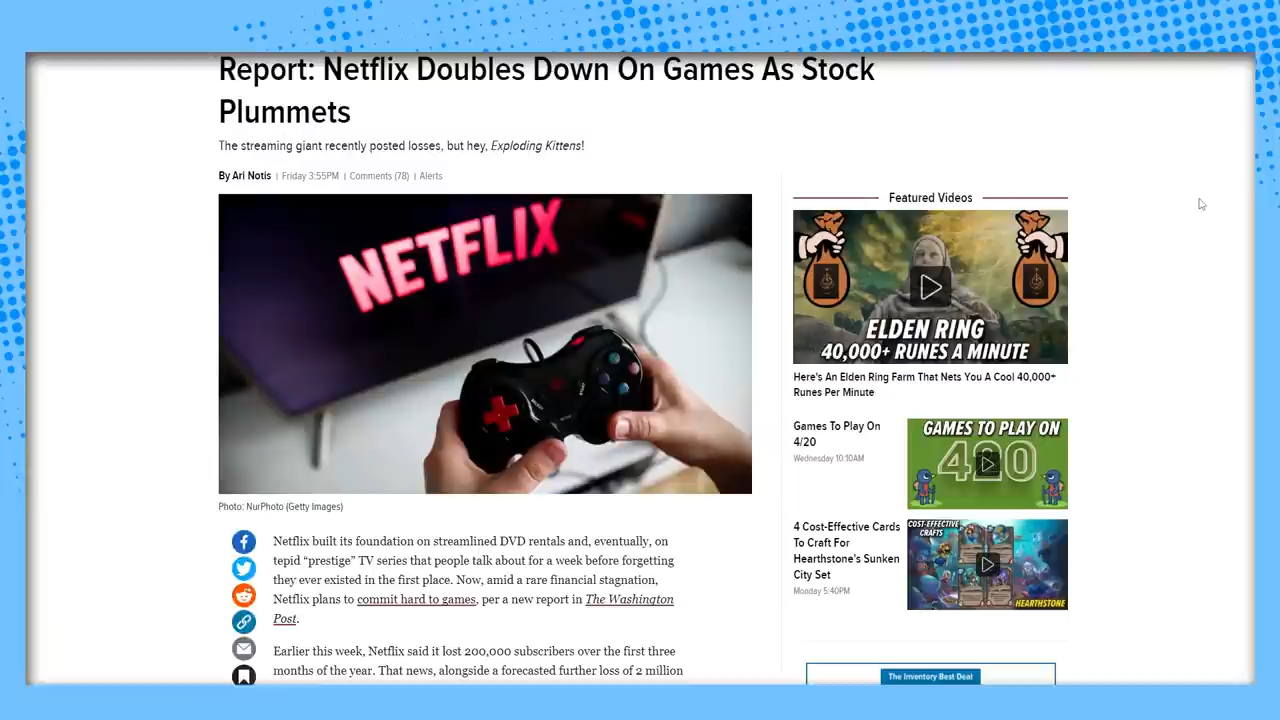 Report: Netflix Doubles Down On Games As Stock
Plummets
The streaming giant recently posted losses, but hey, Exploding Kittens!
By Ari Notis | Friday 3:55PM | Comments (78) | Alerts
NETFLIX
Photo: NurPhoto (Getty Images)
Netflix built its foundation on streamlined DVD rentals and, eventually, on
tepid “prestige” TV series that people talk about for a week before forgetting
they ever existed in the first place. Now, amid a rare financial stagnation,
Netflix plans to commit hard to games, per a new report in The Washington
Post.
Earlier this week, Netflix said it lost 200,000 subscribers over the first three
months of the year. That news, alongside a forecasted further loss of 2 million
Featured Videos
ELDEN RING
40,000+ RUNES A MINUTE
Here's An Elden Ring Farm That Nets You A Cool 40,000+
Runes Per Minute
Games To Play On
4/20
Wednesday 10:10AM
GAMES TO PLAY ON
420
4 Cost-Effective Cards
To Craft For
Hearthstone's Sunken
City Set
Monday 5:40PM
COST-EFFECTIVE
CRAFTS
HEARTHSTONE
The Inventory Best Deal